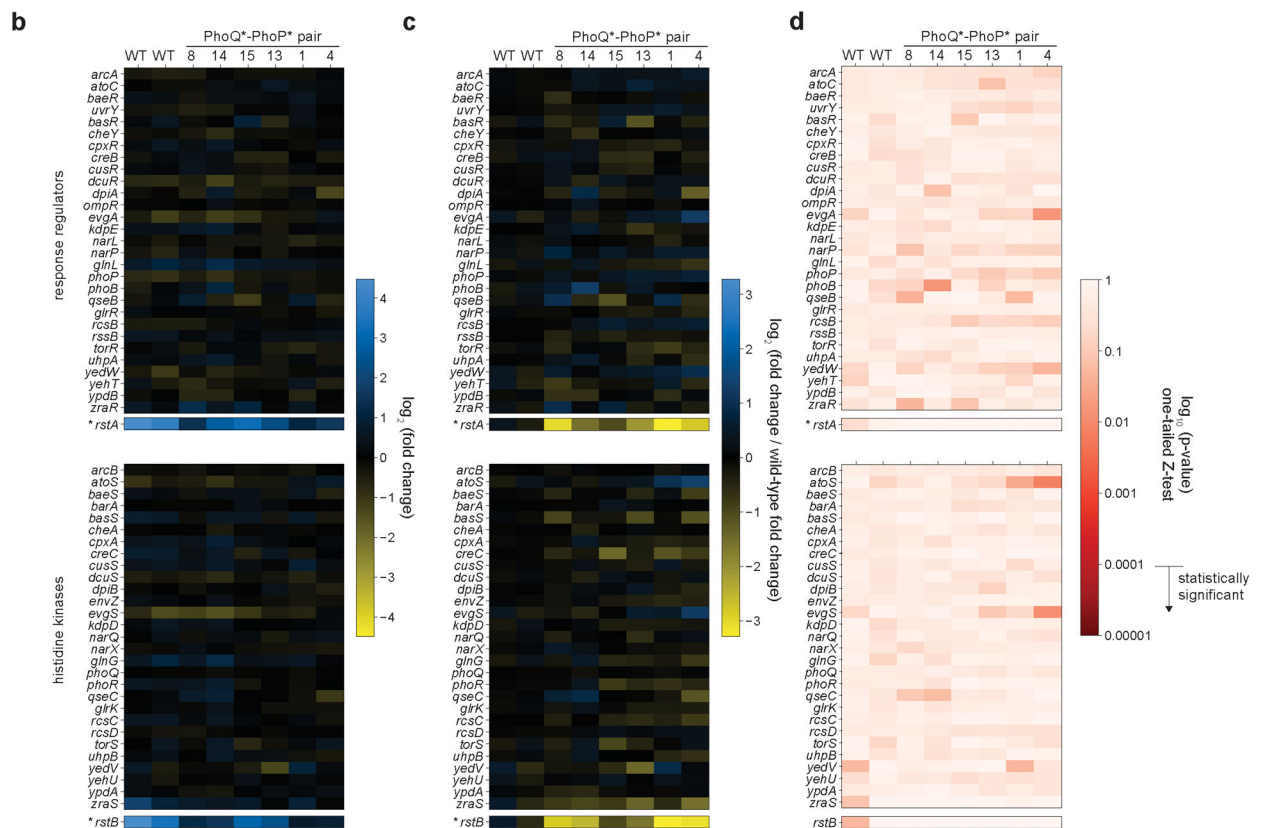 b
PhoQ*-PhoP* pair
WT WT 8 14 15 13 1 4
response regulators
arcA
atoC
baeR
uvrY
basR
cheY
cpxR
creB
cusR
dcuR
dpiA
ompR
evgA
kdpE
narL
narP
glnL
phoP
phoB
qseB
glrR
rcsB
rssB
torR
uhpA
yedW
yehT
ypdB
zraR
* rstA
histidine kinases
arcB
atoS
baeS
barA
basS
cheA
cpxA
creC
cusS
dcuS
dpiB
envZ
evgS
kdpD
narQ
narX
glnG
phoQ
phoR
qseC
glrK
rcsC
rcsD
torS
uhpB
yedV
yehU
ypdA
zraS
* rstB
4
3
2
1
0
−1
−2
−3
−4
log₂ (fold change)
c
PhoQ*-PhoP* pair
WT WT 8 14 15 13 1 4
arcA
atoC
baeR
uvrY
basR
cheY
cpxR
creB
cusR
dcuR
dpiA
ompR
evgA
kdpE
narL
narP
glnL
phoP
phoB
qseB
glrR
rcsB
rssB
torR
uhpA
yedW
yehT
ypdB
zraR
* rstA
arcB
atoS
baeS
barA
basS
cheA
cpxA
creC
cusS
dcuS
dpiB
envZ
evgS
kdpD
narQ
narX
glnG
phoQ
phoR
qseC
glrK
rcsC
rcsD
torS
uhpB
yedV
yehU
ypdA
zraS
* rstB
3
2
1
0
−1
−2
−3
log₂ (fold change / wild-type fold change)
d
PhoQ*-PhoP* pair
WT WT 8 14 15 13 1 4
arcA
atoC
baeR
uvrY
basR
cheY
cpxR
creB
cusR
dcuR
dpiA
ompR
evgA
kdpE
narL
narP
glnL
phoP
phoB
qseB
glrR
rcsB
rssB
torR
uhpA
yedW
yehT
ypdB
zraR
* rstA
arcB
atoS
baeS
barA
basS
cheA
cpxA
creC
cusS
dcuS
dpiB
envZ
evgS
kdpD
narQ
narX
glnG
phoQ
phoR
qseC
glrK
rcsC
rcsD
torS
uhpB
yedV
yehU
ypdA
zraS
rstB
1
0.1
0.01
0.001
0.0001
0.00001
log₁₀ (p-value)
one-tailed Z-test
statistically
significant